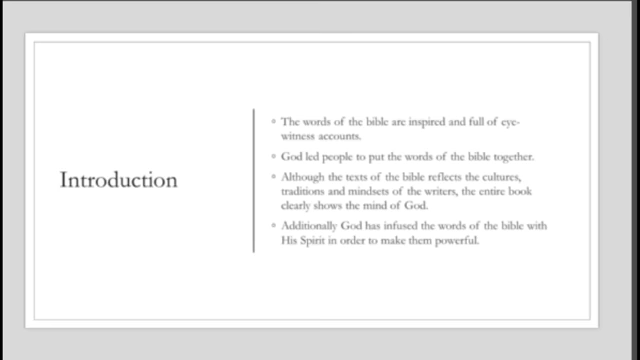 Introduction
The words of the bible are inspired and full of eye-
witness accounts.
God led people to put the words of the bible together.
Although the texts of the bible reflects the cultures,
traditions and mindsets of the writers, the entire book
clearly shows the mind of God.
Additionally God has infused the words of the bible with
His Spirit in order to make them powerful.